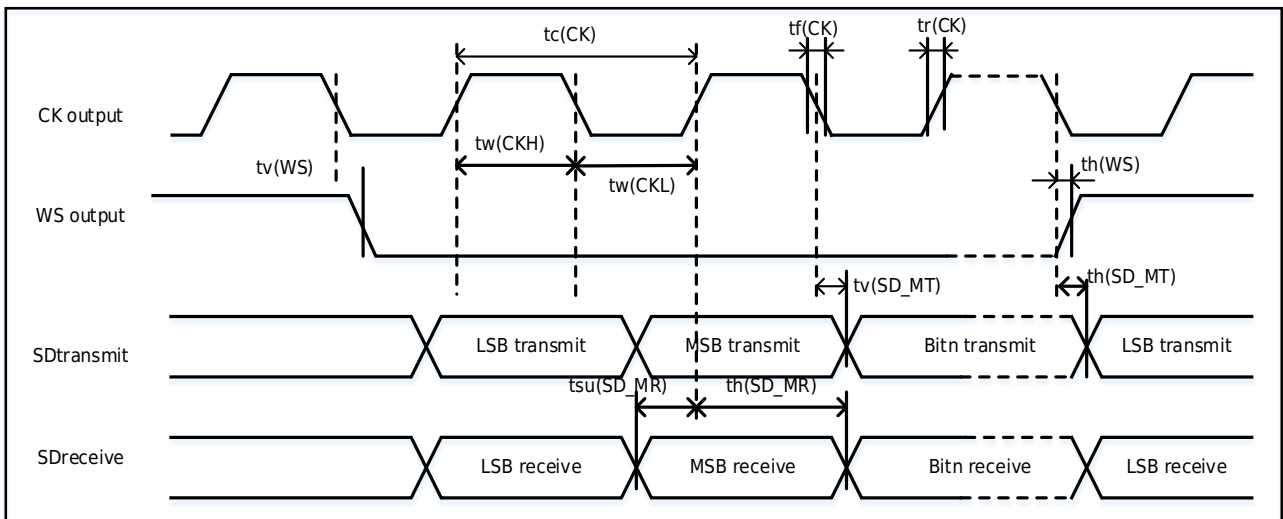 tc(CK)
tf(CK)
tr(CK)
CK output
tw(CKH)
tv(WS)
tw(CKL)
th(WS)
WS output
tv(SD_MT)
th(SD_MT)
SDtransmit
LSB transmit
MSB transmit
Bitn transmit
LSB transmit
tsu(SD_MR)
th(SD_MR)
SDreceive
LSB receive
MSB receive
Bitn receive
LSB receive